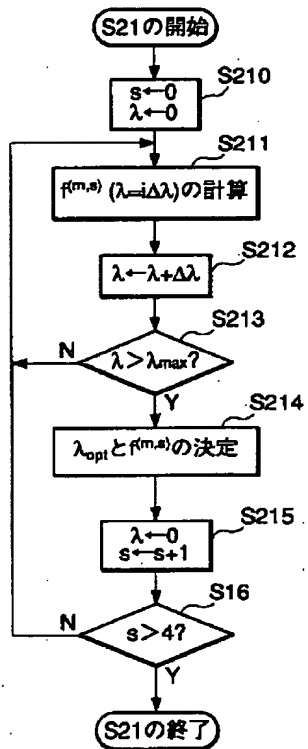 S21の開始
S210
s←0
λ←0
S211
f(m,s) (λ=iΔλ)の計算
S212
λ←λ+Δλ
S213
N
λ>λmax?
Y
S214
λoptとf(m,s)の決定
S215
λ←0
s←s+1
S16
N
s>4?
Y
S21の終了